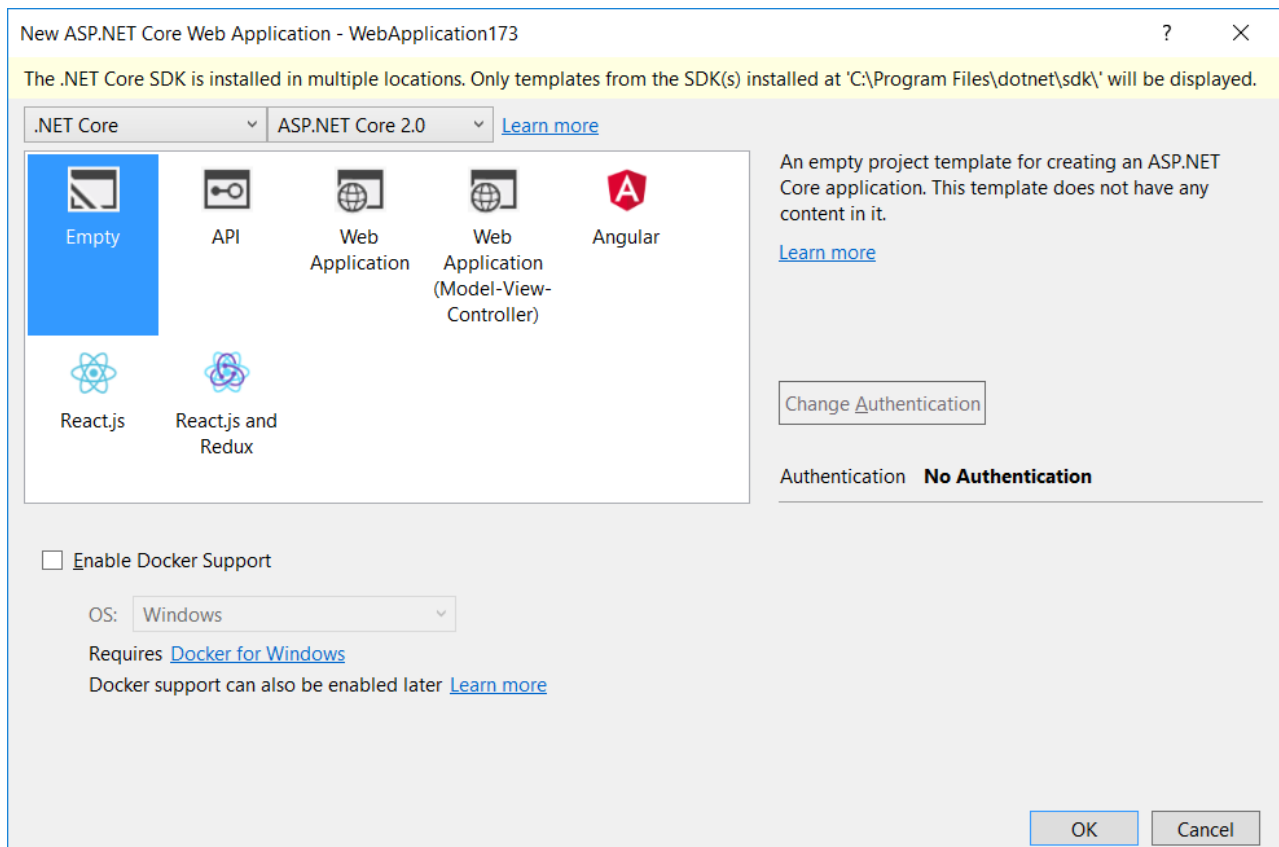 New ASP.NET Core Web Application - WebApplication173
?
The .NET Core SDK is installed in multiple locations. Only templates from the SDK(s) installed at 'C:\Program Files\dotnet\sdk\' will be displayed.
.NET Core
ASP.NET Core 2.0
Learn more
Empty
API
Web
Application
Web
Application
(Model-View-
Controller)
Angular
React.js
React.js and
Redux
An empty project template for creating an ASP.NET
Core application. This template does not have any
content in it.
Learn more
Change Authentication
Authentication No Authentication
Enable Docker Support
OS: Windows
Requires Docker for Windows
Docker support can also be enabled later Learn more
OK
Cancel